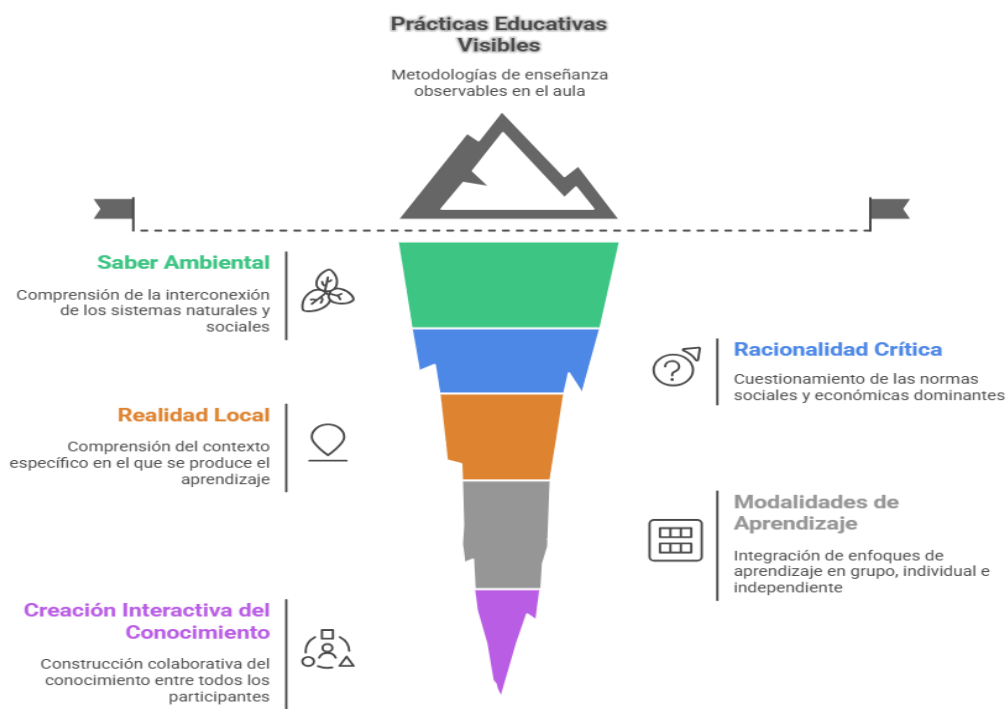 Prácticas Educativas
Visibles
Metodologías de enseñanza
observables en el aula
Saber Ambiental
Comprensión de la interconexión
de los sistemas naturales y
sociales
Racionalidad Crítica
Cuestionamiento de las normas
sociales y económicas dominantes
Realidad Local
Comprensión del contexto
específico en el que se produce el
aprendizaje
Modalidades de
Aprendizaje
Integración de enfoques de
aprendizaje en grupo, individual e
independiente
Creación Interactiva del
Conocimiento
Construcción colaborativa del
conocimiento entre todos los
participantes